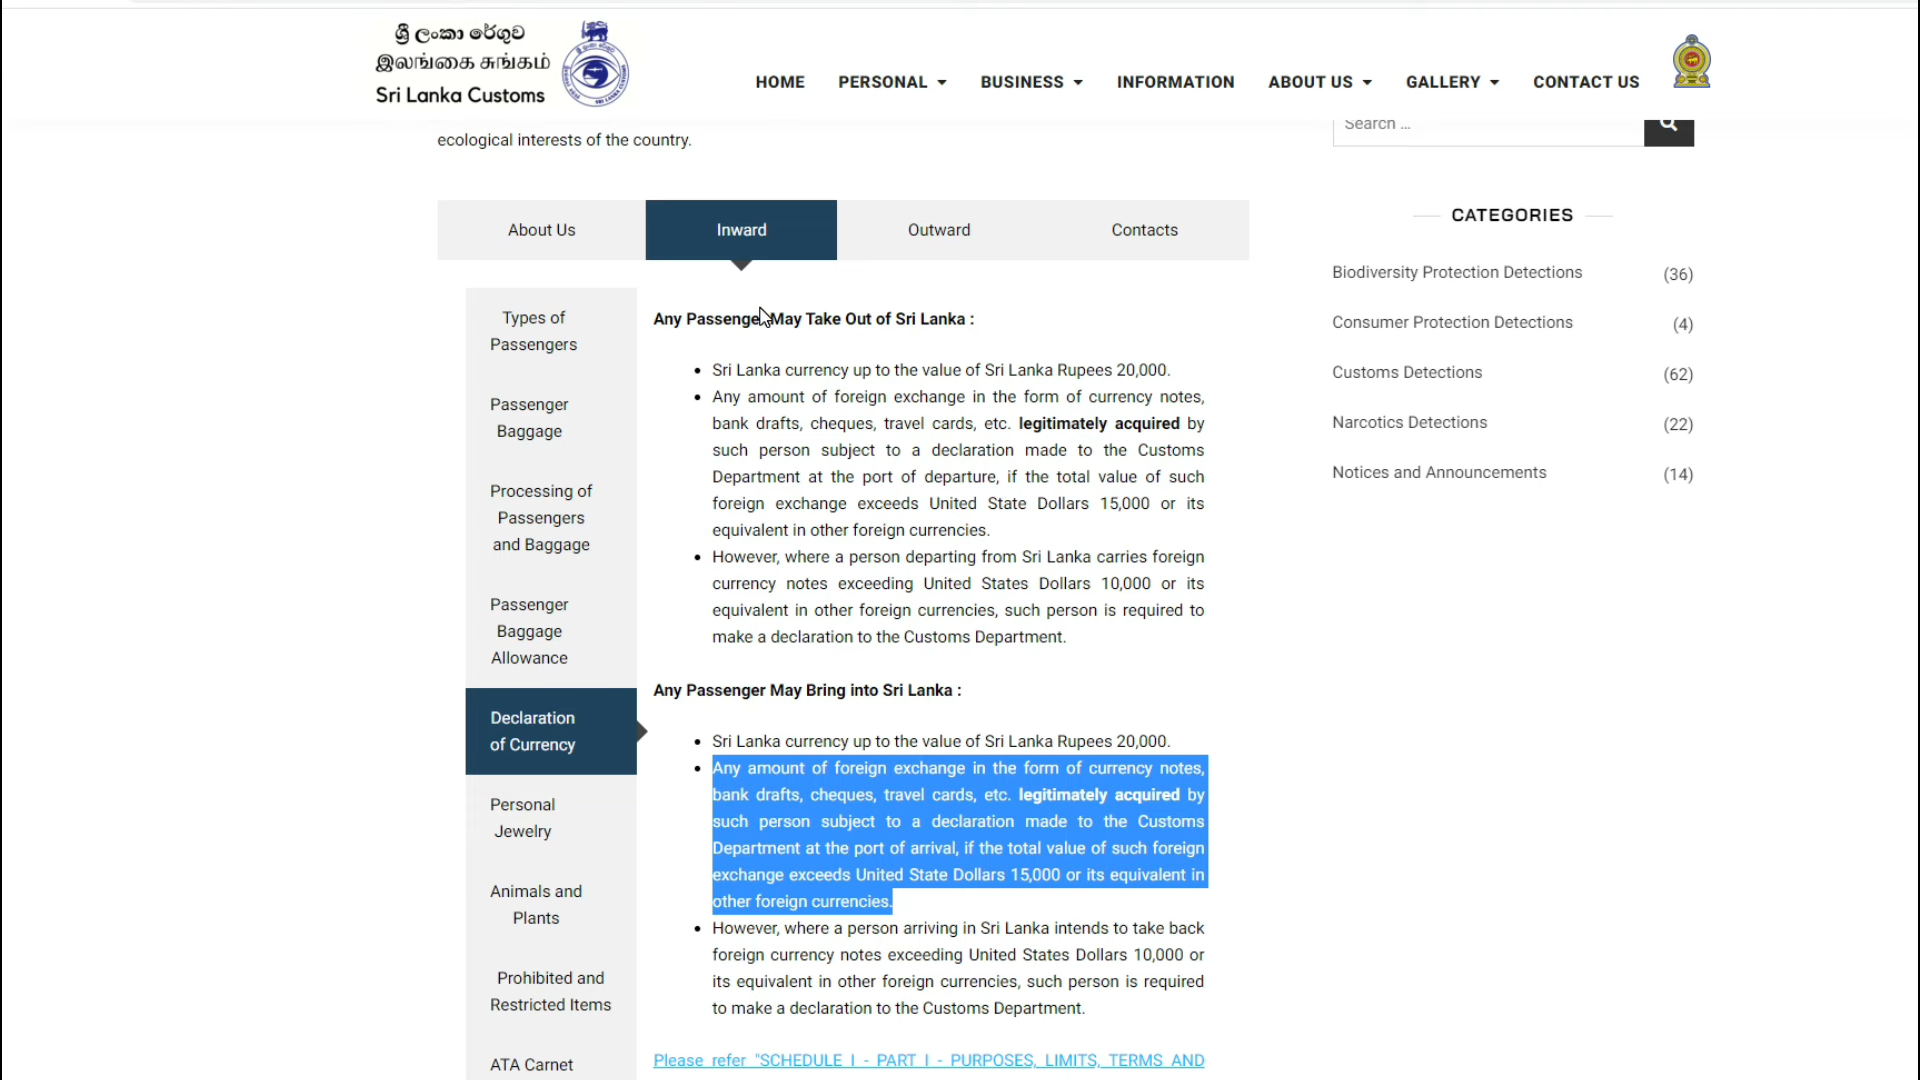 ශ්‍රී ලංකා රේගුව
இலங்கை சுங்கம்
Sri Lanka Customs
HOME
PERSONAL
BUSINESS
INFORMATION
ABOUT US
GALLERY
CONTACT US
ecological interests of the country.
Search ...
About Us
Inward
Outward
Contacts
Types of
Passengers
Passenger
Baggage
Processing of
Passengers
and Baggage
Passenger
Baggage
Allowance
Declaration
of Currency
Personal
Jewelry
Animals and
Plants
Prohibited and
Restricted Items
ATA Carnet
Any Passenger May Take Out of Sri Lanka :
Sri Lanka currency up to the value of Sri Lanka Rupees 20,000.
Any amount of foreign exchange in the form of currency notes,
bank drafts, cheques, travel cards, etc. legitimately acquired by
such person subject to a declaration made to the Customs
Department at the port of departure, if the total value of such
foreign exchange exceeds United State Dollars 15,000 or its
equivalent in other foreign currencies.
However, where a person departing from Sri Lanka carries foreign
currency notes exceeding United States Dollars 10,000 or its
equivalent in other foreign currencies, such person is required to
make a declaration to the Customs Department.
Any Passenger May Bring into Sri Lanka :
Sri Lanka currency up to the value of Sri Lanka Rupees 20,000.
Any amount of foreign exchange in the form of currency notes,
bank drafts, cheques, travel cards, etc. legitimately acquired by
such person subject to a declaration made to the Customs
Department at the port of arrival, if the total value of such foreign
exchange exceeds United State Dollars 15,000 or its equivalent in
other foreign currencies.
However, where a person arriving in Sri Lanka intends to take back
foreign currency notes exceeding United States Dollars 10,000 or
its equivalent in other foreign currencies, such person is required
to make a declaration to the Customs Department.
Please refer "SCHEDULE I - PART I - PURPOSES, LIMITS, TERMS AND
CATEGORIES
Biodiversity Protection Detections (36)
Consumer Protection Detections (4)
Customs Detections (62)
Narcotics Detections (22)
Notices and Announcements (14)